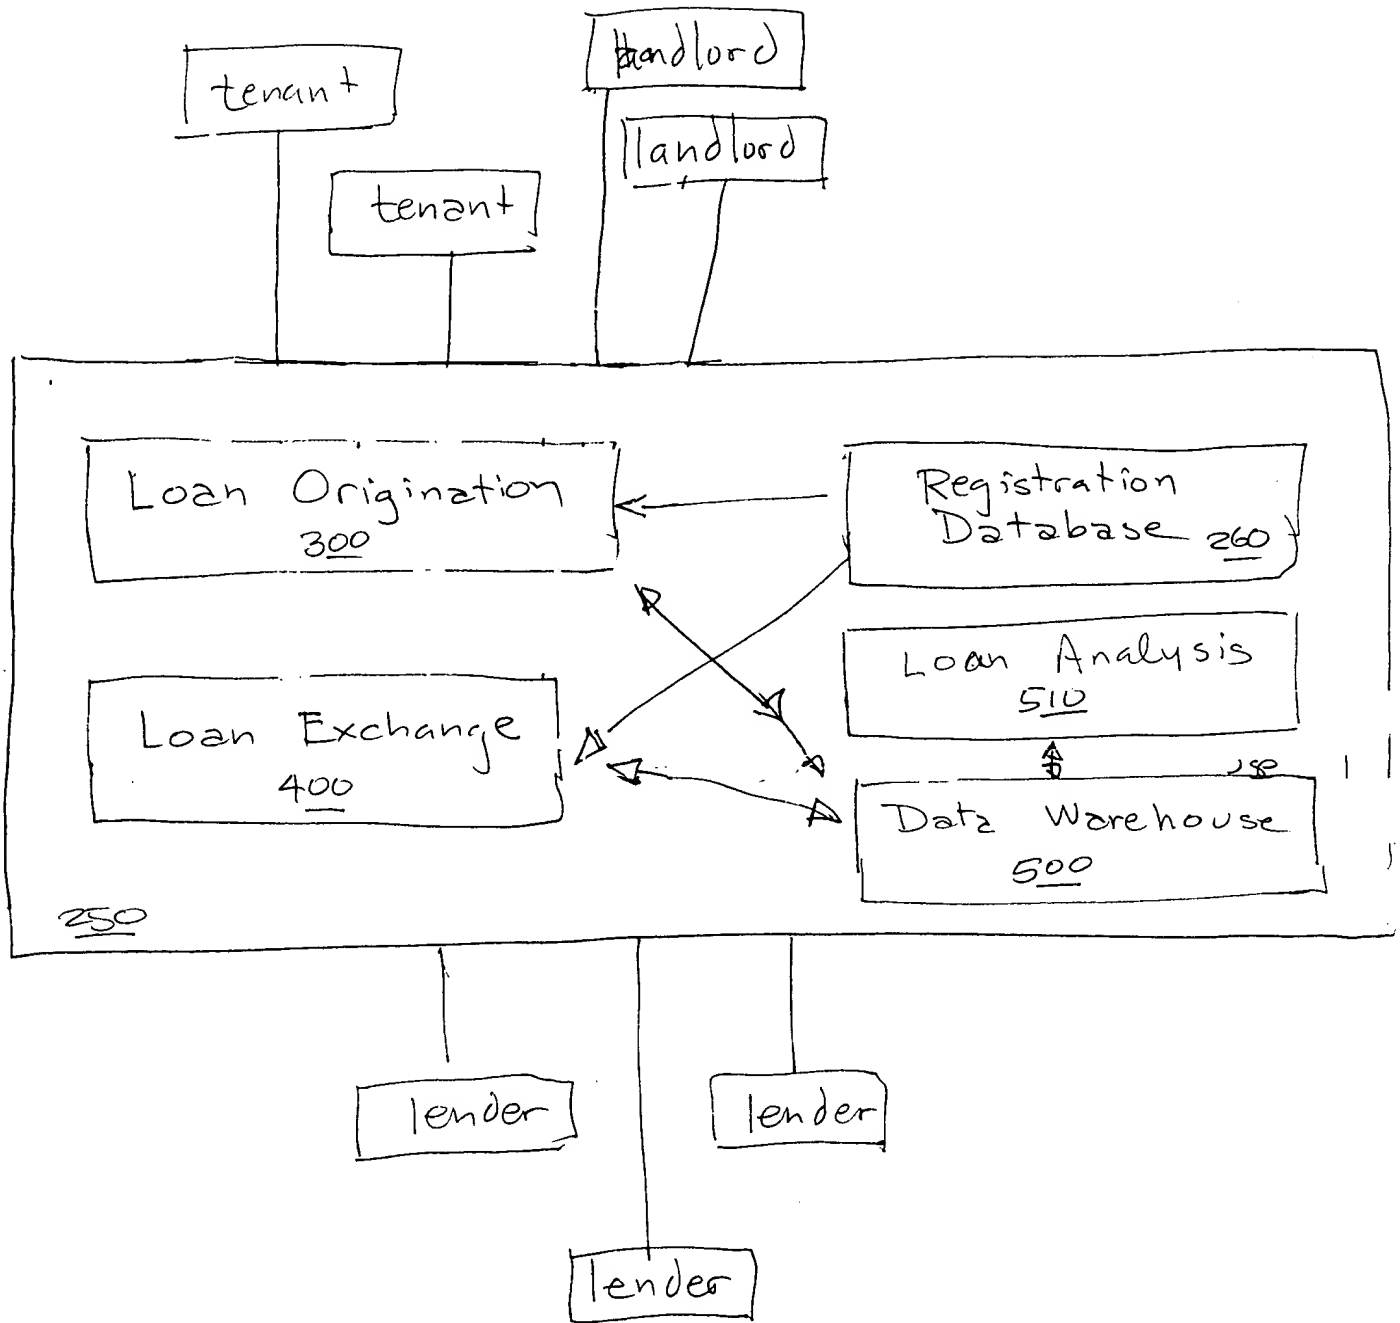 landlord
tenant
landlord
tenant
Loan Origination
300
Registration
Database 260
Loan Analysis
510
Loan Exchange
400
Data Warehouse
500
250
lender
lender
lender